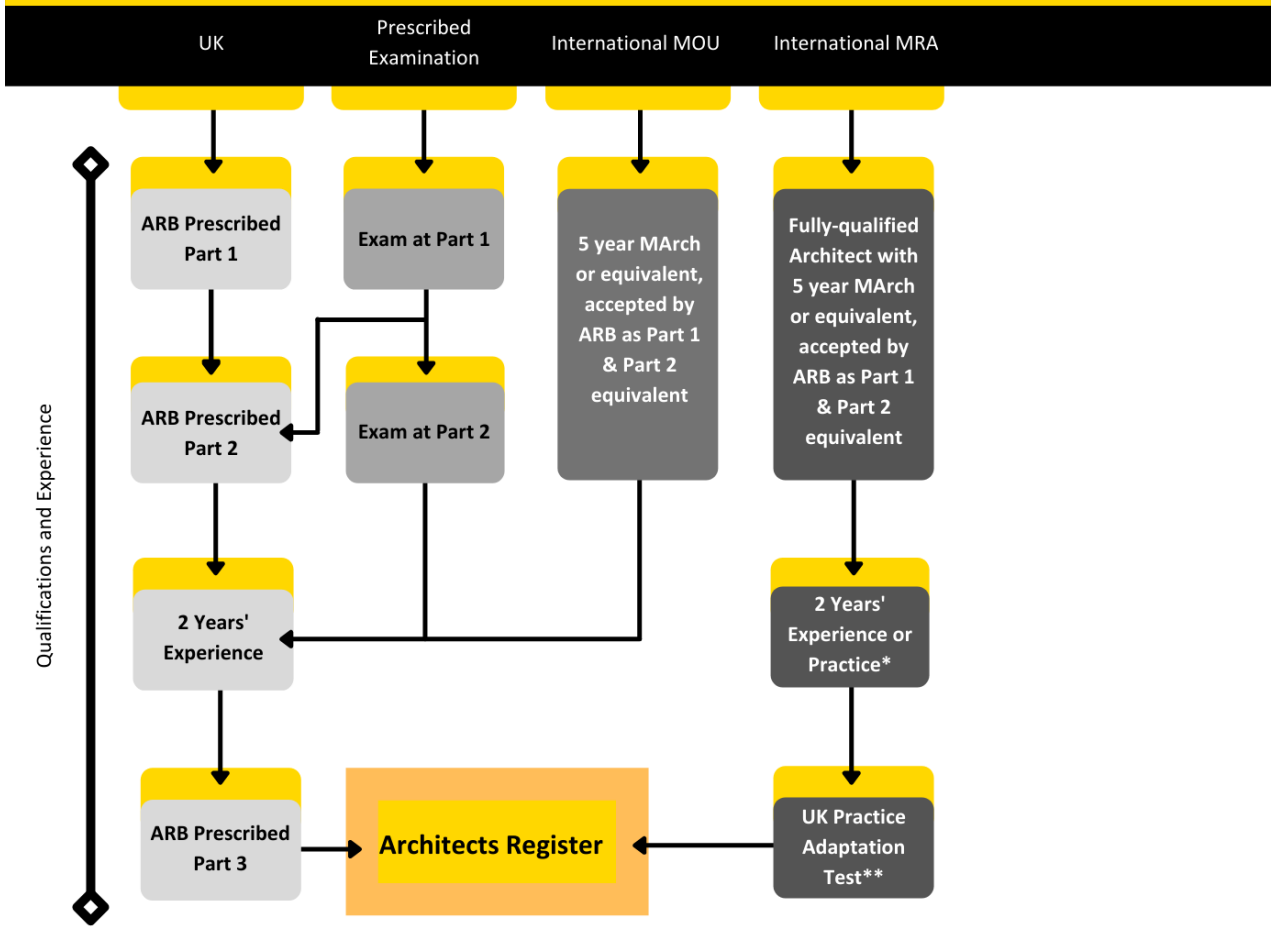 UK
Prescribed
Examination
International MOU
International MRA
Qualifications and Experience
ARB Prescribed
Part 1
Exam at Part 1
5 year MArch
or equivalent,
accepted by
ARB as Part 1
& Part 2
equivalent
Fully-qualified
Architect with
5 year MArch
or equivalent,
accepted by
ARB as Part 1
& Part 2
equivalent
ARB Prescribed
Part 2
Exam at Part 2
2 Years'
Experience
2 Years'
Experience or
Practice*
ARB Prescribed
Part 3
Architects Register
UK Practice
Adaptation
Test**